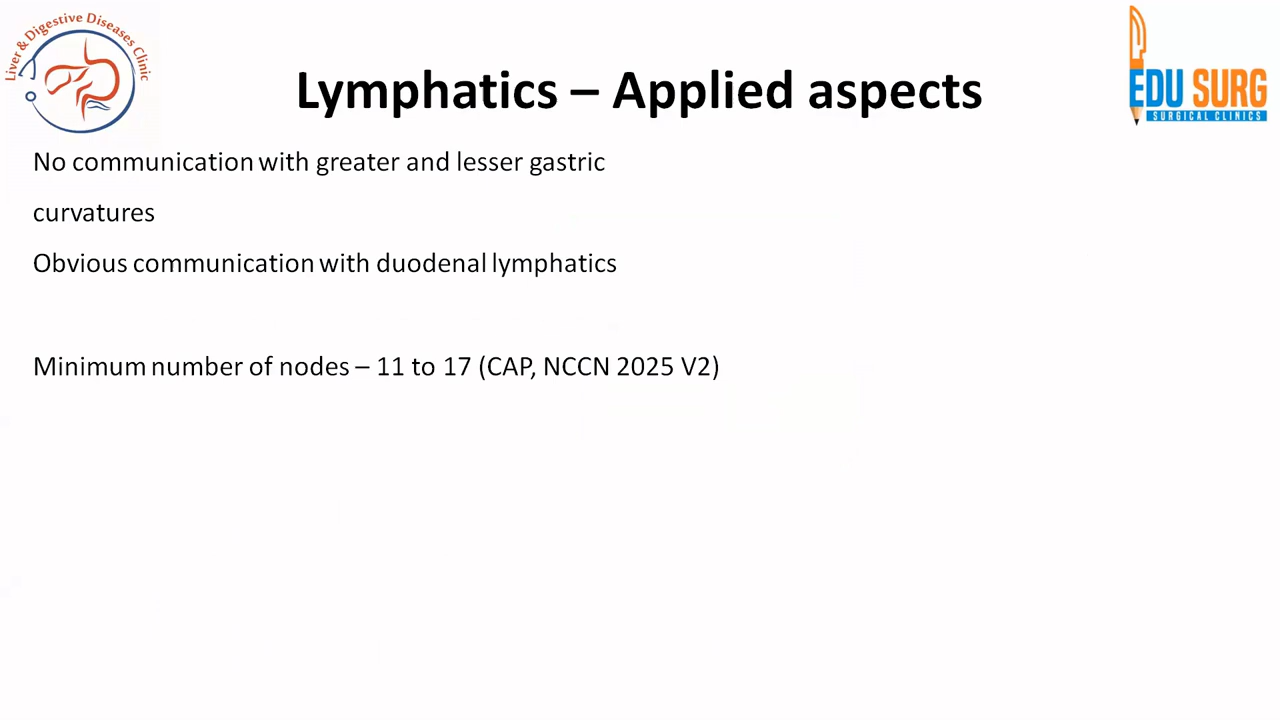 Liver & Digestive Diseases Clinic
EDU SURG
SURGICAL CLINICS
Lymphatics – Applied aspects
No communication with greater and lesser gastric
curvatures
Obvious communication with duodenal lymphatics
Minimum number of nodes – 11 to 17 (CAP, NCCN 2025 V2)